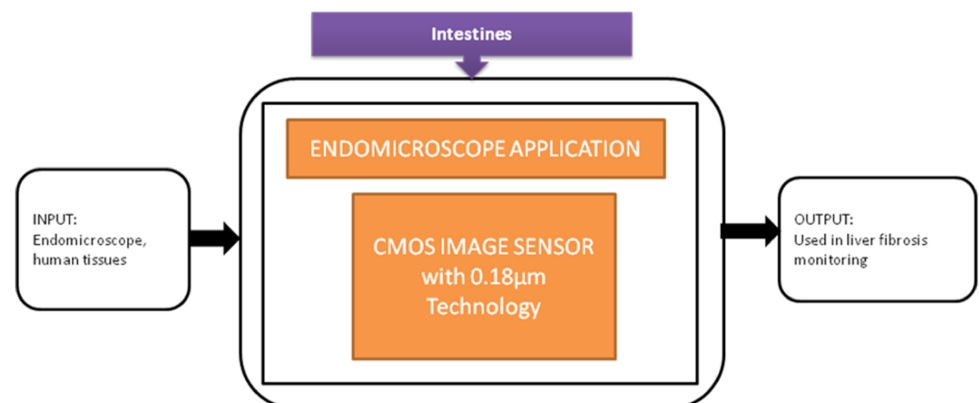 Intestines
ENDOMICROSCOPE APPLICATION
INPUT:
Endomicroscope,
human tissues
CMOS IMAGE SENSOR
with 0.18µm
Technology
OUTPUT:
Used in liver fibrosis
monitoring